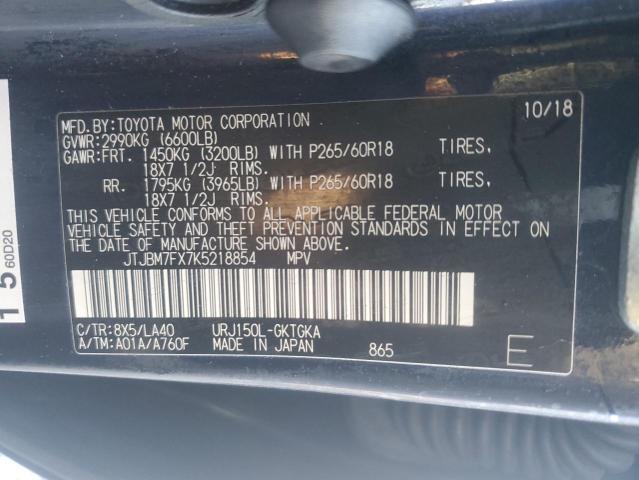 MFD.BY:TOYOTA MOTOR CORPORATION 10/18
GVWR:2990KG (6600LB)
GAWR:FRT. 1450KG (3200LB) WITH P265/60R18 TIRES,
18X7 1/2J RIMS.
RR. 1795KG (3965LB) WITH P265/60R18 TIRES,
18X7 1/2J RIMS.
THIS VEHICLE CONFORMS TO ALL APPLICABLE FEDERAL MOTOR
VEHICLE SAFETY AND THEFT PREVENTION STANDARDS IN EFFECT
ON THE DATE OF MANUFACTURE SHOWN ABOVE.
JTJBM7FX7K5218854 MPV
C/TR:8X5/LA40 URJ150L-GKTGKA
A/TM:A01A/A760F MADE IN JAPAN 865 E
15
60D20